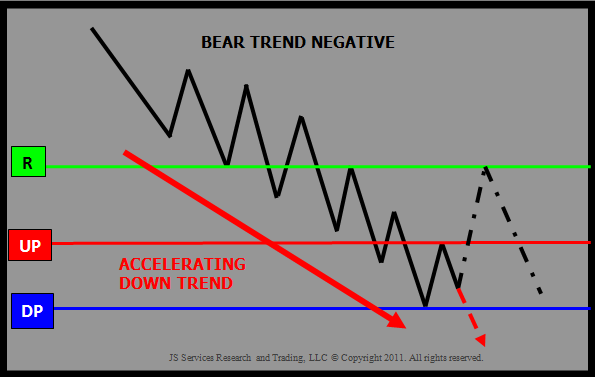 BEAR TREND NEGATIVE
R
UP
ACCELERATING
DOWN TREND
DP
JS Services Research and Trading, LLC © Copyright 2011. All rights reserved.